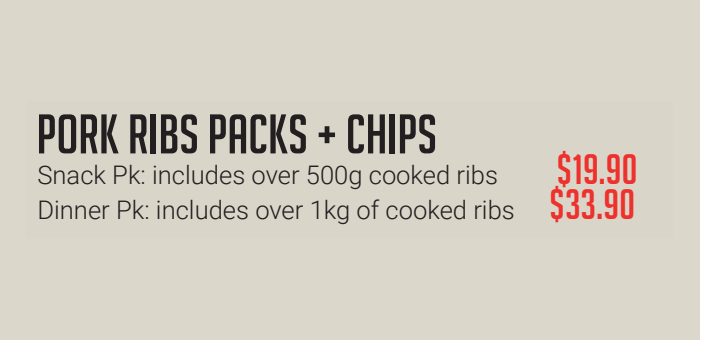 PORK RIBS PACKS + CHIPS
Snack Pk: includes over 500g cooked ribs $19.90
Dinner Pk: includes over 1kg of cooked ribs $33.90